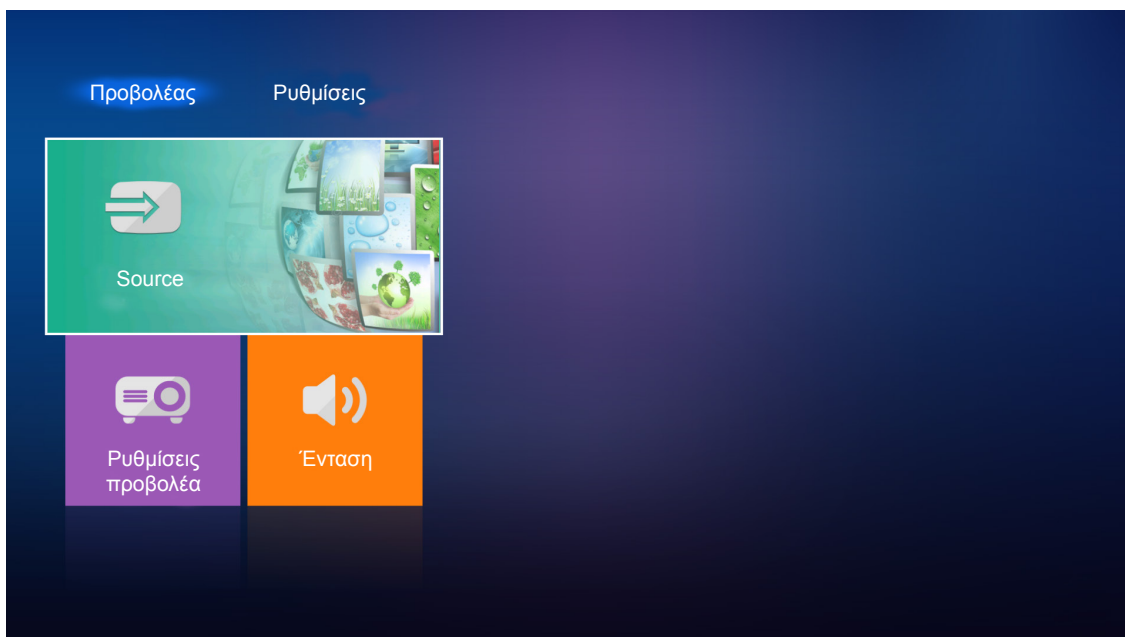 Προβολέας
Ρυθμίσεις
Source
Ρυθμίσεις
προβολέα
Ένταση